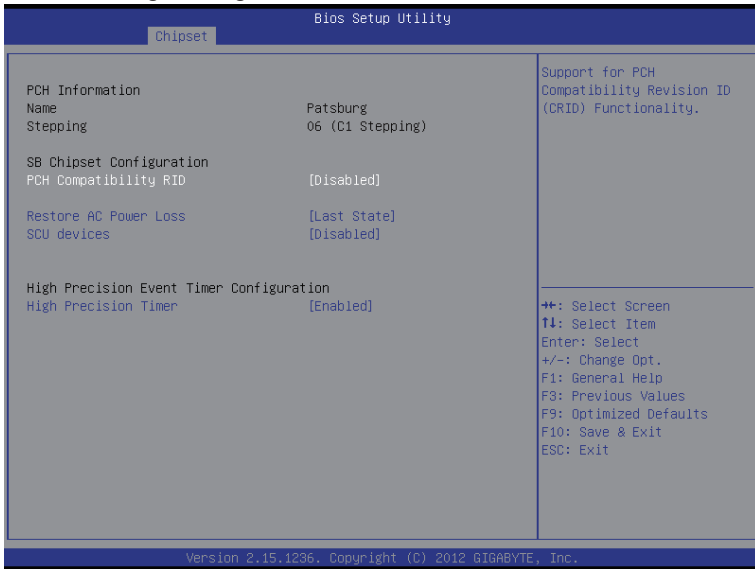 Bios Setup Utility
Chipset
PCH Information
Name Patsburg
Stepping 06 (C1 Stepping)
SB Chipset Configuration
PCH Compatibility RID [Disabled]
Restore AC Power Loss [Last State]
SCU devices [Disabled]
High Precision Event Timer Configuration
High Precision Timer [Enabled]
Support for PCH
Compatibility Revision ID
(CRID) Functionality.
→←: Select Screen
↑↓: Select Item
Enter: Select
+/-: Change Opt.
F1: General Help
F3: Previous Values
F9: Optimized Defaults
F10: Save & Exit
ESC: Exit
Version 2.15.1236. Copyright (C) 2012 GIGABYTE, Inc.